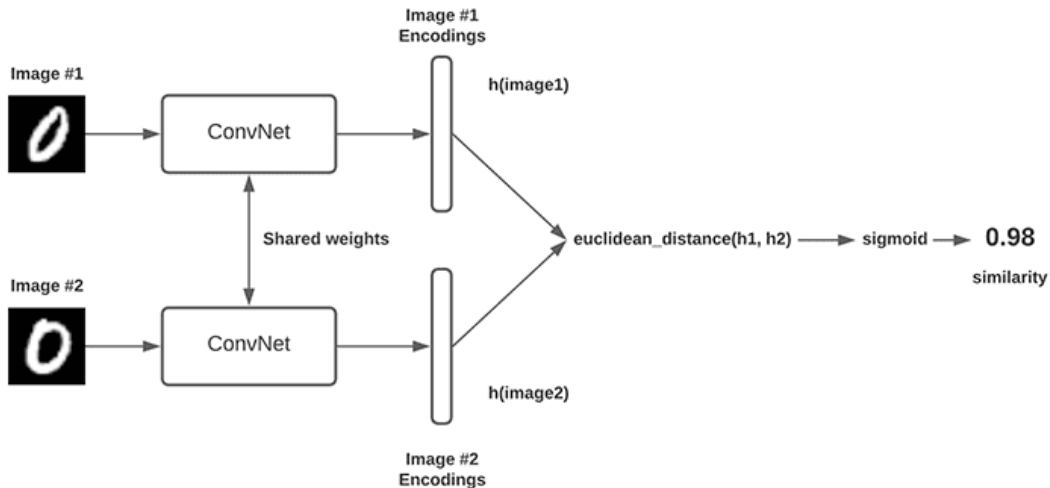 Image #1
Encodings
Image #1
h(image1)
ConvNet
Shared weights
euclidean_distance(h1, h2)
sigmoid
0.98
similarity
Image #2
ConvNet
h(image2)
Image #2
Encodings